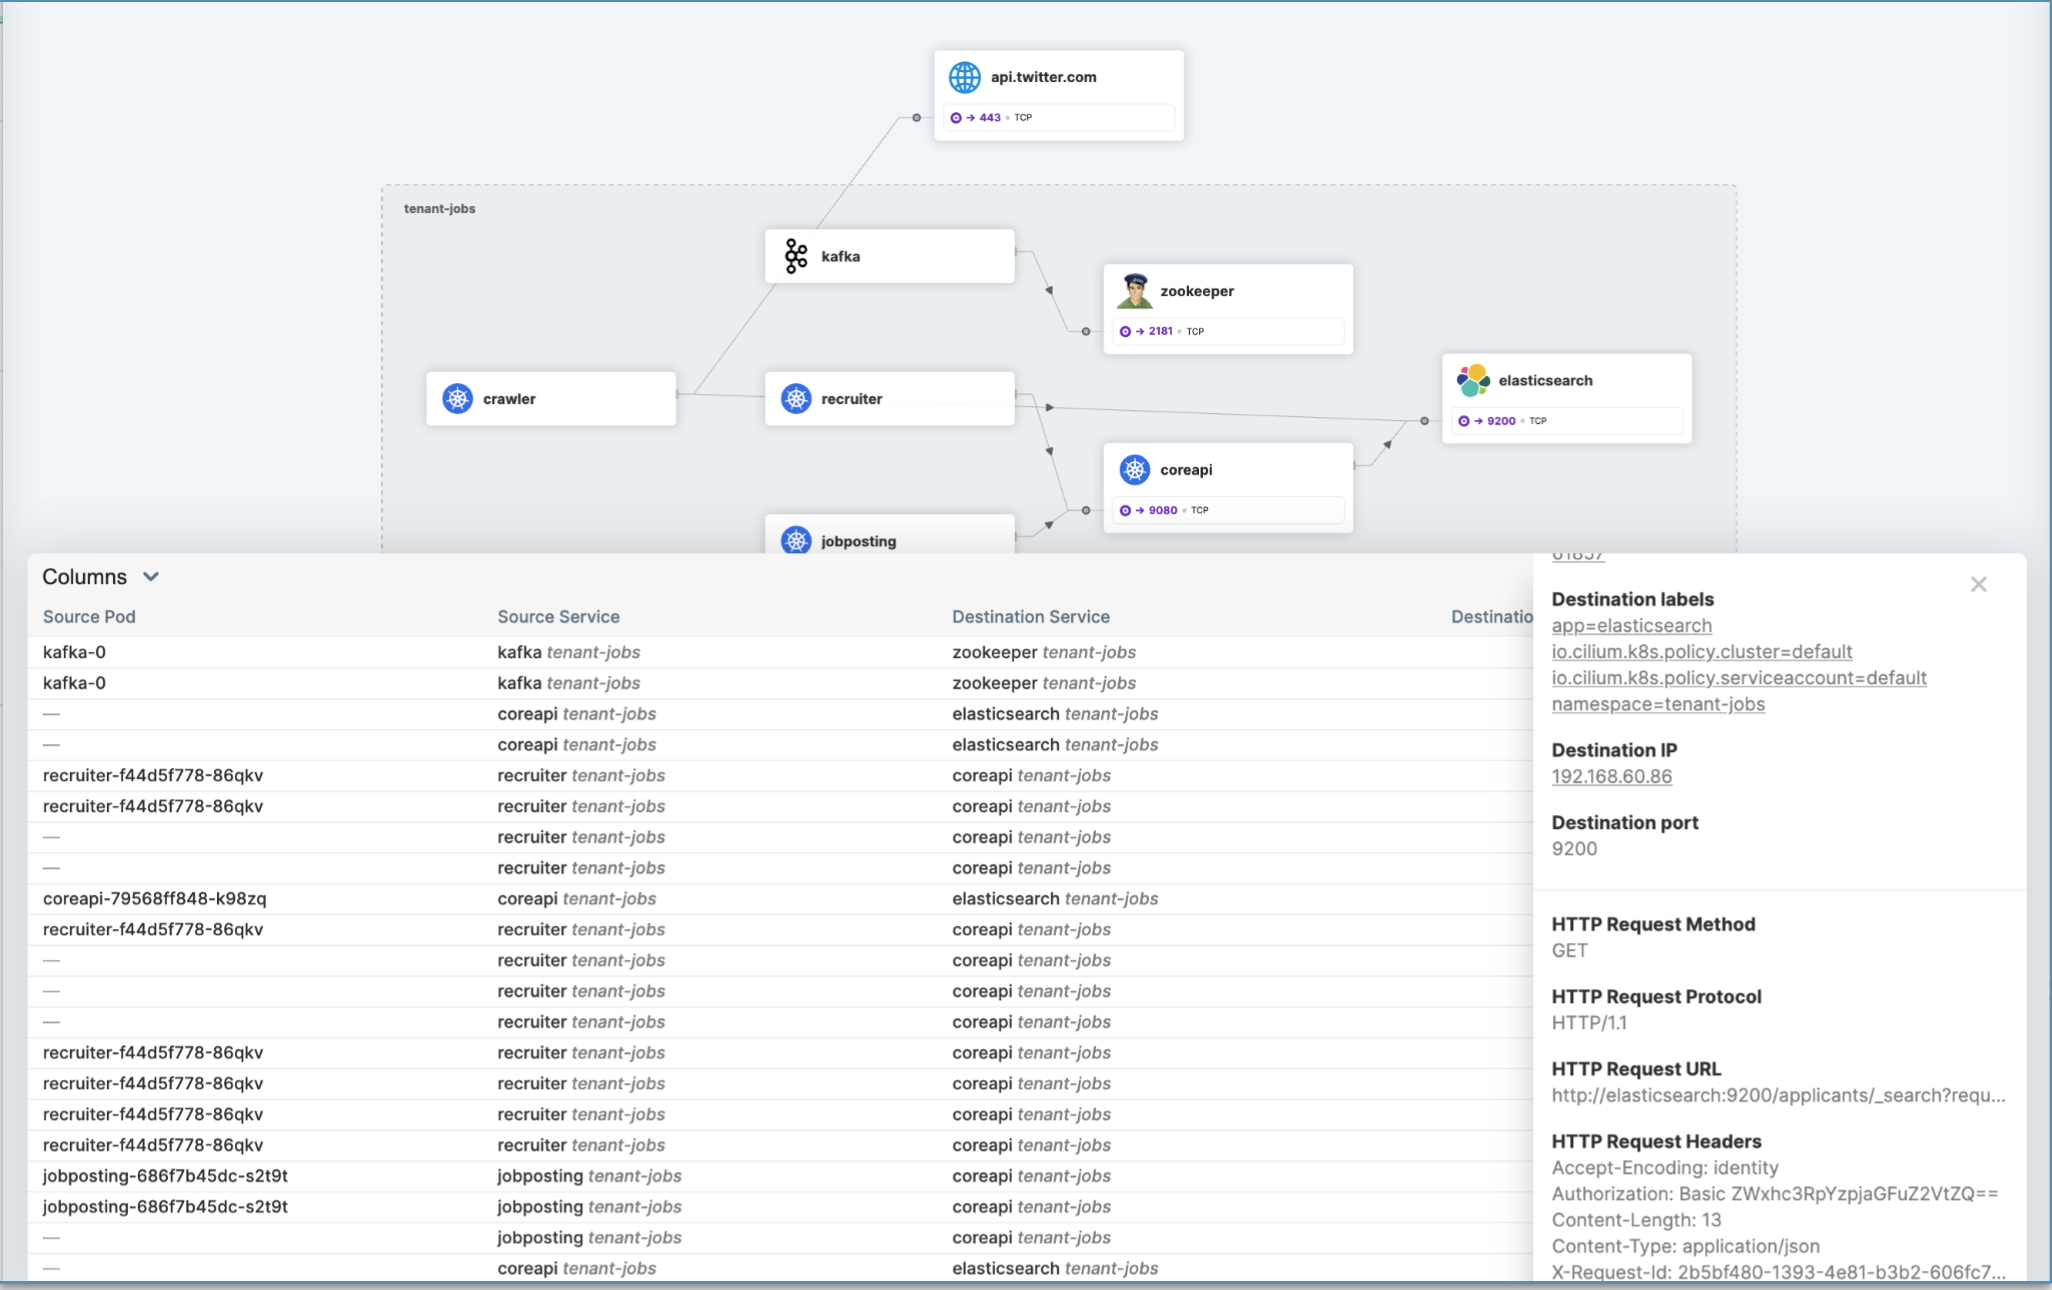 api.twitter.com
→ 443 • TCP
tenant-jobs
kafka
zookeeper
→ 2181 • TCP
elasticsearch
→ 9200 • TCP
crawler
recruiter
coreapi
→ 9080 • TCP
jobposting
Columns
Source Pod Source Service Destination Service Destinatio
kafka-0 kafka tenant-jobs zookeeper tenant-jobs
kafka-0 kafka tenant-jobs zookeeper tenant-jobs
— coreapi tenant-jobs elasticsearch tenant-jobs
— coreapi tenant-jobs elasticsearch tenant-jobs
recruiter-f44d5f778-86qkv recruiter tenant-jobs coreapi tenant-jobs
recruiter-f44d5f778-86qkv recruiter tenant-jobs coreapi tenant-jobs
— recruiter tenant-jobs coreapi tenant-jobs
— recruiter tenant-jobs coreapi tenant-jobs
coreapi-79568ff848-k98zq coreapi tenant-jobs elasticsearch tenant-jobs
recruiter-f44d5f778-86qkv recruiter tenant-jobs coreapi tenant-jobs
— recruiter tenant-jobs coreapi tenant-jobs
— recruiter tenant-jobs coreapi tenant-jobs
— recruiter tenant-jobs coreapi tenant-jobs
recruiter-f44d5f778-86qkv recruiter tenant-jobs coreapi tenant-jobs
recruiter-f44d5f778-86qkv recruiter tenant-jobs coreapi tenant-jobs
recruiter-f44d5f778-86qkv recruiter tenant-jobs coreapi tenant-jobs
recruiter-f44d5f778-86qkv recruiter tenant-jobs coreapi tenant-jobs
jobposting-686f7b45dc-s2t9t jobposting tenant-jobs coreapi tenant-jobs
jobposting-686f7b45dc-s2t9t jobposting tenant-jobs coreapi tenant-jobs
— jobposting tenant-jobs coreapi tenant-jobs
— coreapi tenant-jobs elasticsearch tenant-jobs
Destination labels
app=elasticsearch
io.cilium.k8s.policy.cluster=default
io.cilium.k8s.policy.serviceaccount=default
namespace=tenant-jobs
Destination IP
192.168.60.86
Destination port
9200
HTTP Request Method
GET
HTTP Request Protocol
HTTP/1.1
HTTP Request URL
http://elasticsearch:9200/applicants/_search?requ...
HTTP Request Headers
Accept-Encoding: identity
Authorization: Basic ZWxhc3RpYzpjaGFuZ2VtZQ==
Content-Length: 13
Content-Type: application/json
X-Request-Id: 2b5bf480-1393-4e81-b3b2-606fc7...